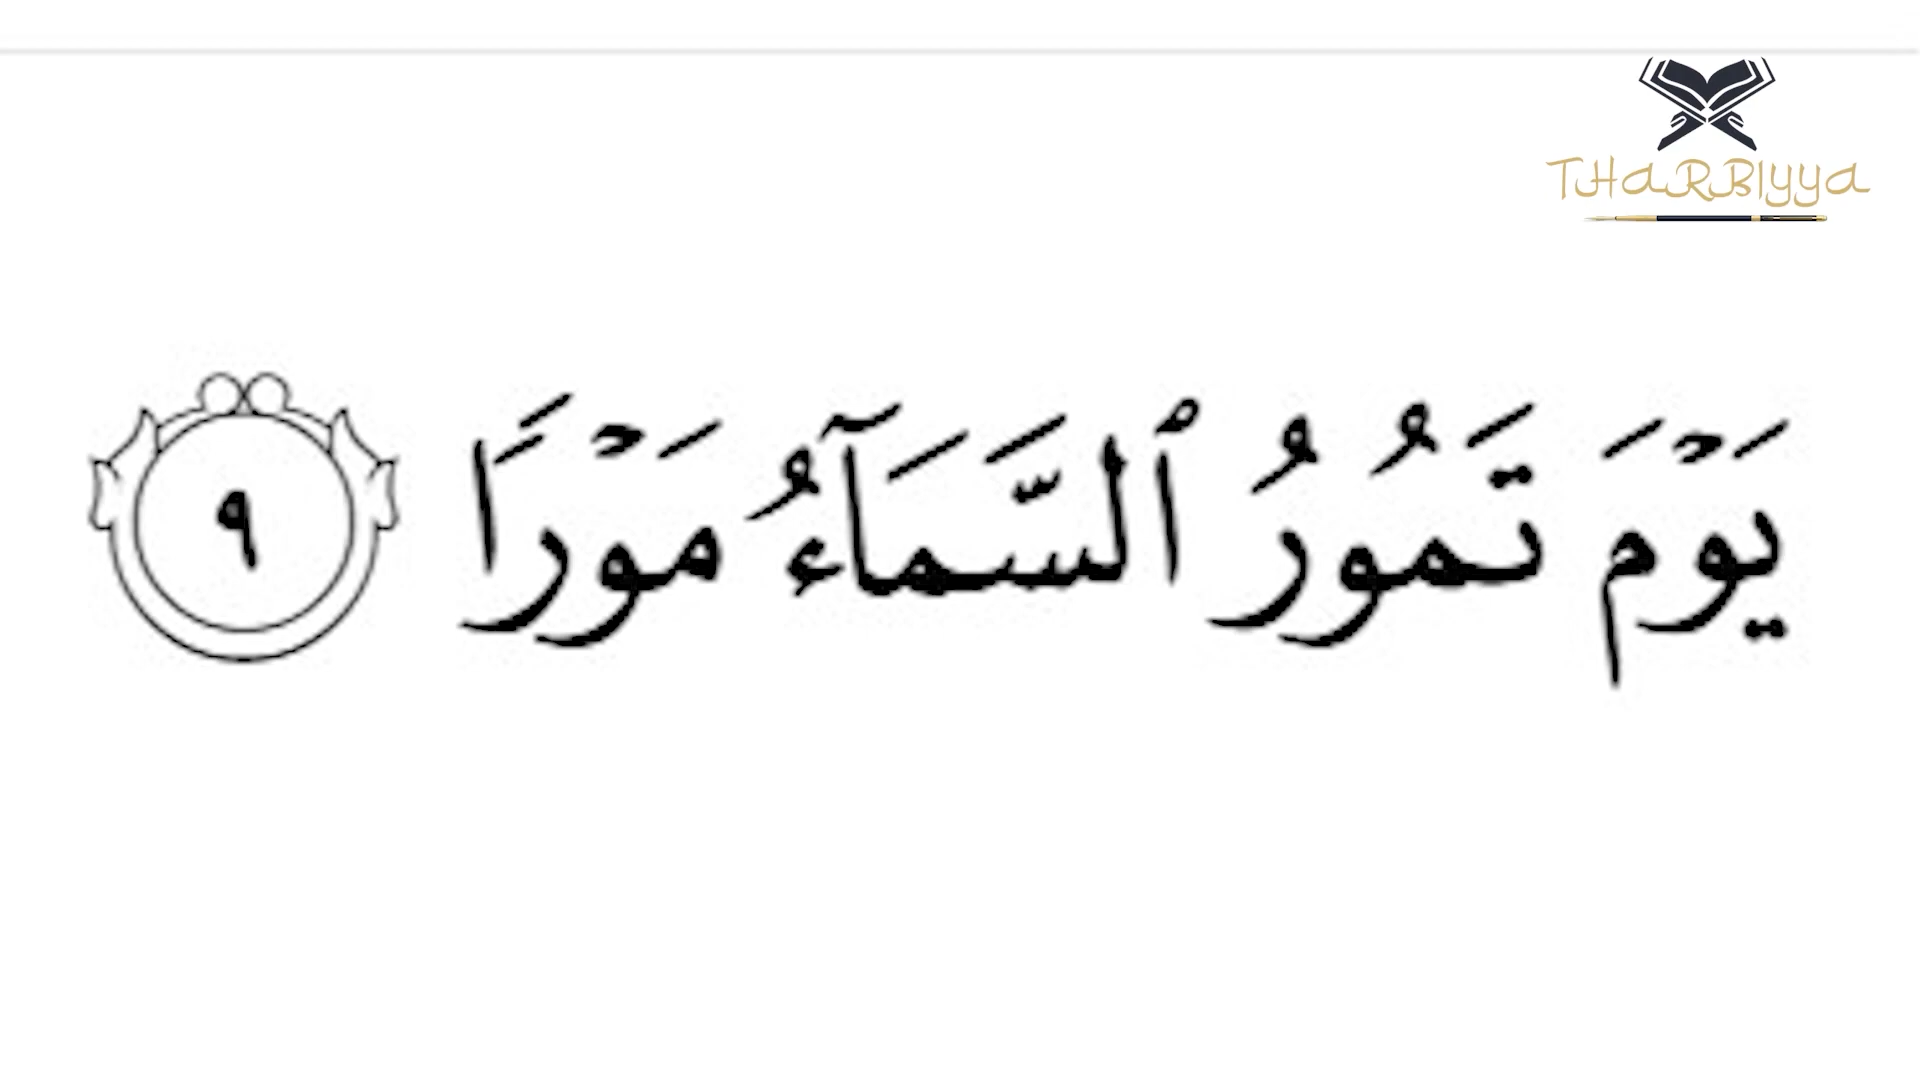 THARBIYYA
يَوْمَ تَمُورُ ٱلسَّمَآءُ مَوْرًا ٩